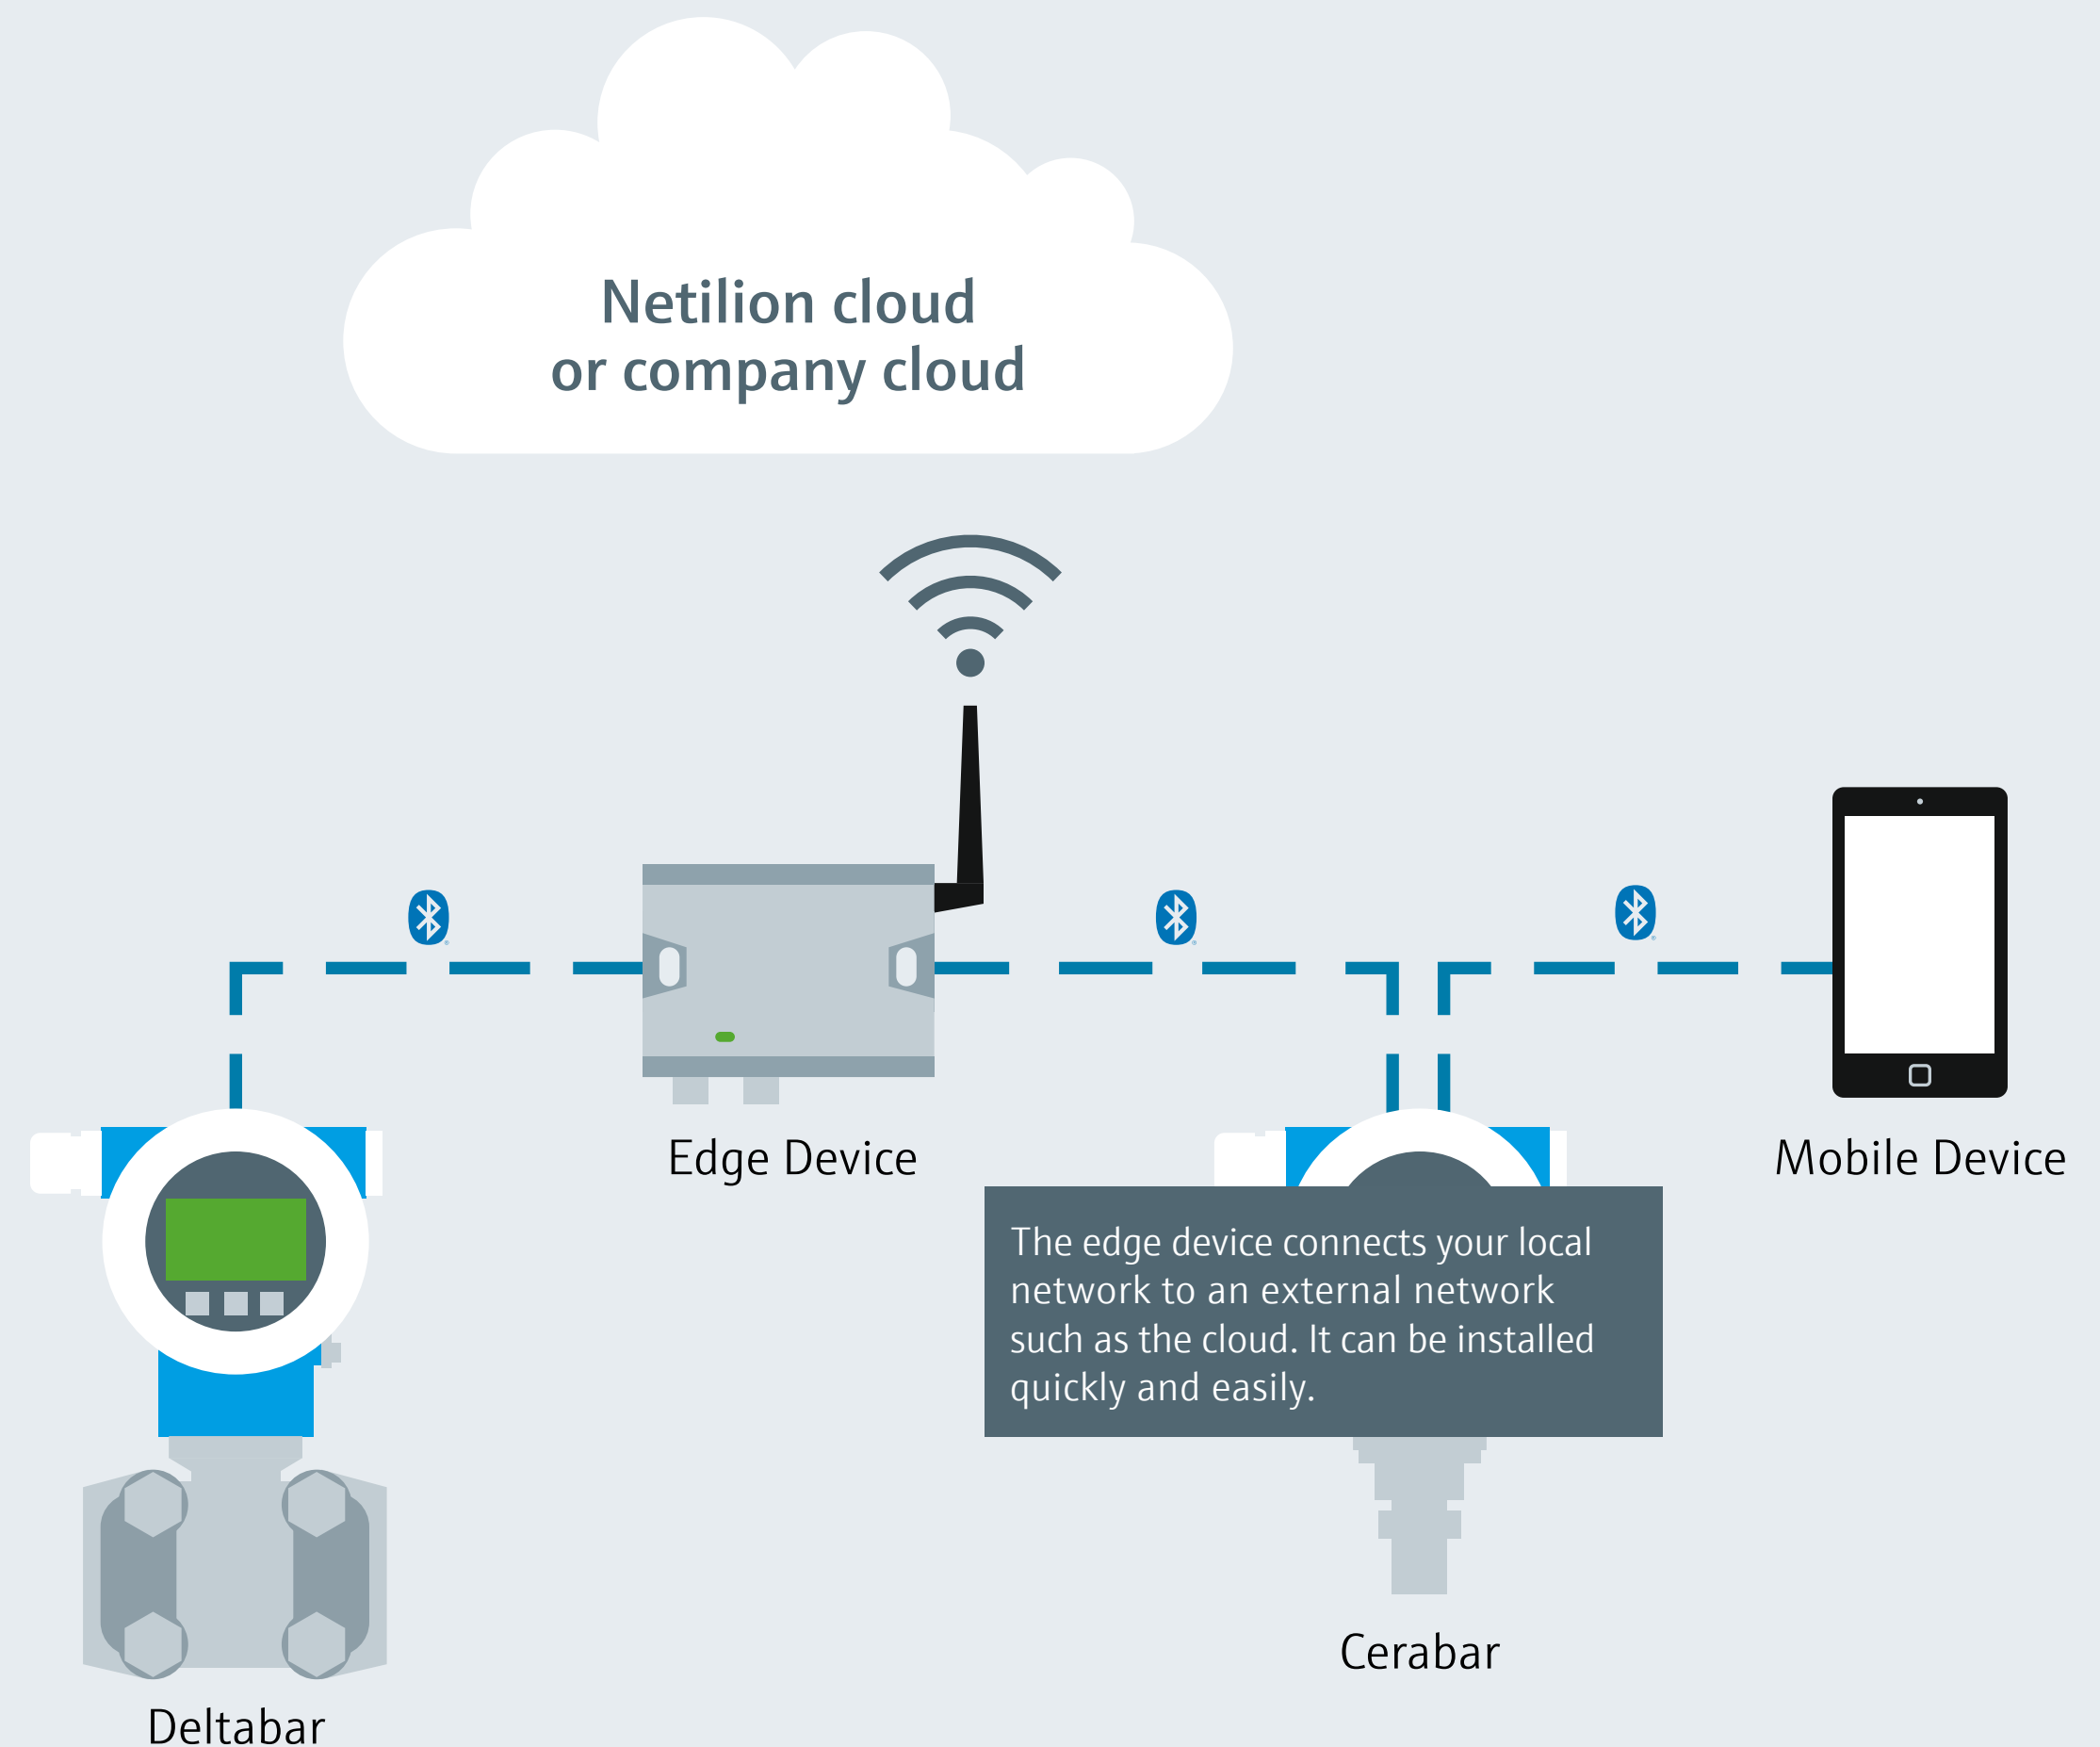 Netilion cloud
or company cloud
Edge Device
Mobile Device
The edge device connects your local
network to an external network
such as the cloud. It can be installed
quickly and easily.
Cerabar
Deltabar